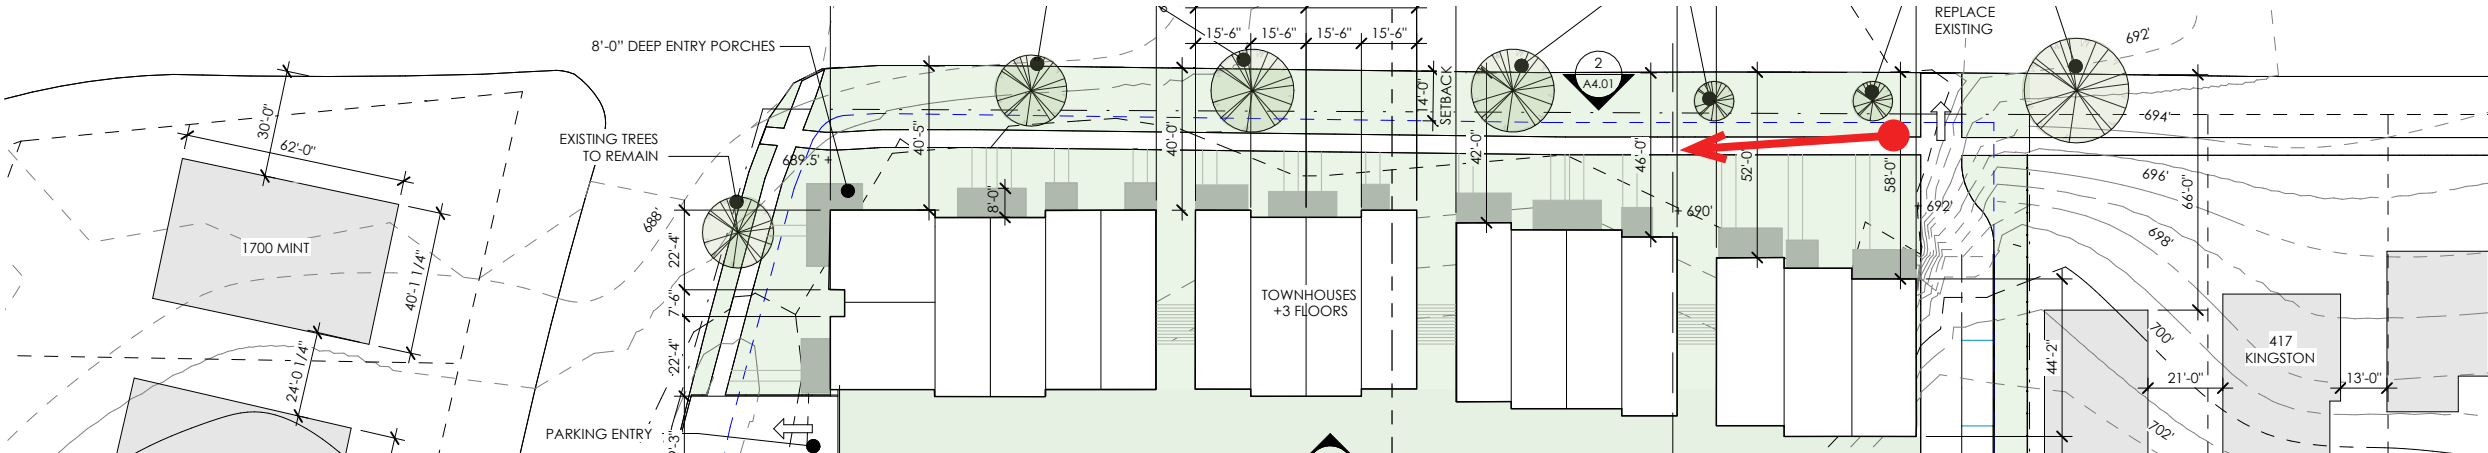 8'-0" DEEP ENTRY PORCHES
15'-6"
15'-6"
15'-6"
15'-6"
REPLACE
EXISTING
692'
2
A4.01
14'-0"
SETBACK
30'-0"
62'-0"
EXISTING TREES
TO REMAIN
689.5' +
40'-5"
40'-0"
42'-0"
46'-0"
52'-0"
58'-0"
694'
696'
66'-0"
8'-0"
688'
+ 690'
+ 692'
698'
1700 MINT
40'-1 1/4"
22'-4"
7'-6"
22'-4"
TOWNHOUSES
+3 FLOORS
24'-0 1/4"
44'-2"
700'
417
KINGSTON
21'-0"
13'-0"
702'
PARKING ENTRY